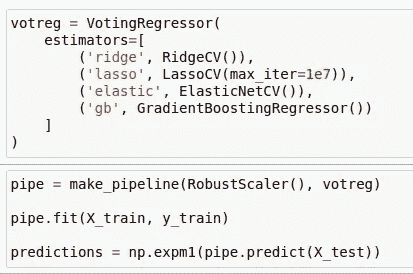 votreg = VotingRegressor(
    estimators=[
        ('ridge', RidgeCV()),
        ('lasso', LassoCV(max_iter=1e7)),
        ('elastic', ElasticNetCV()),
        ('gb', GradientBoostingRegressor())
    ]
)
pipe = make_pipeline(RobustScaler(), votreg)
pipe.fit(X_train, y_train)
predictions = np.expm1(pipe.predict(X_test))